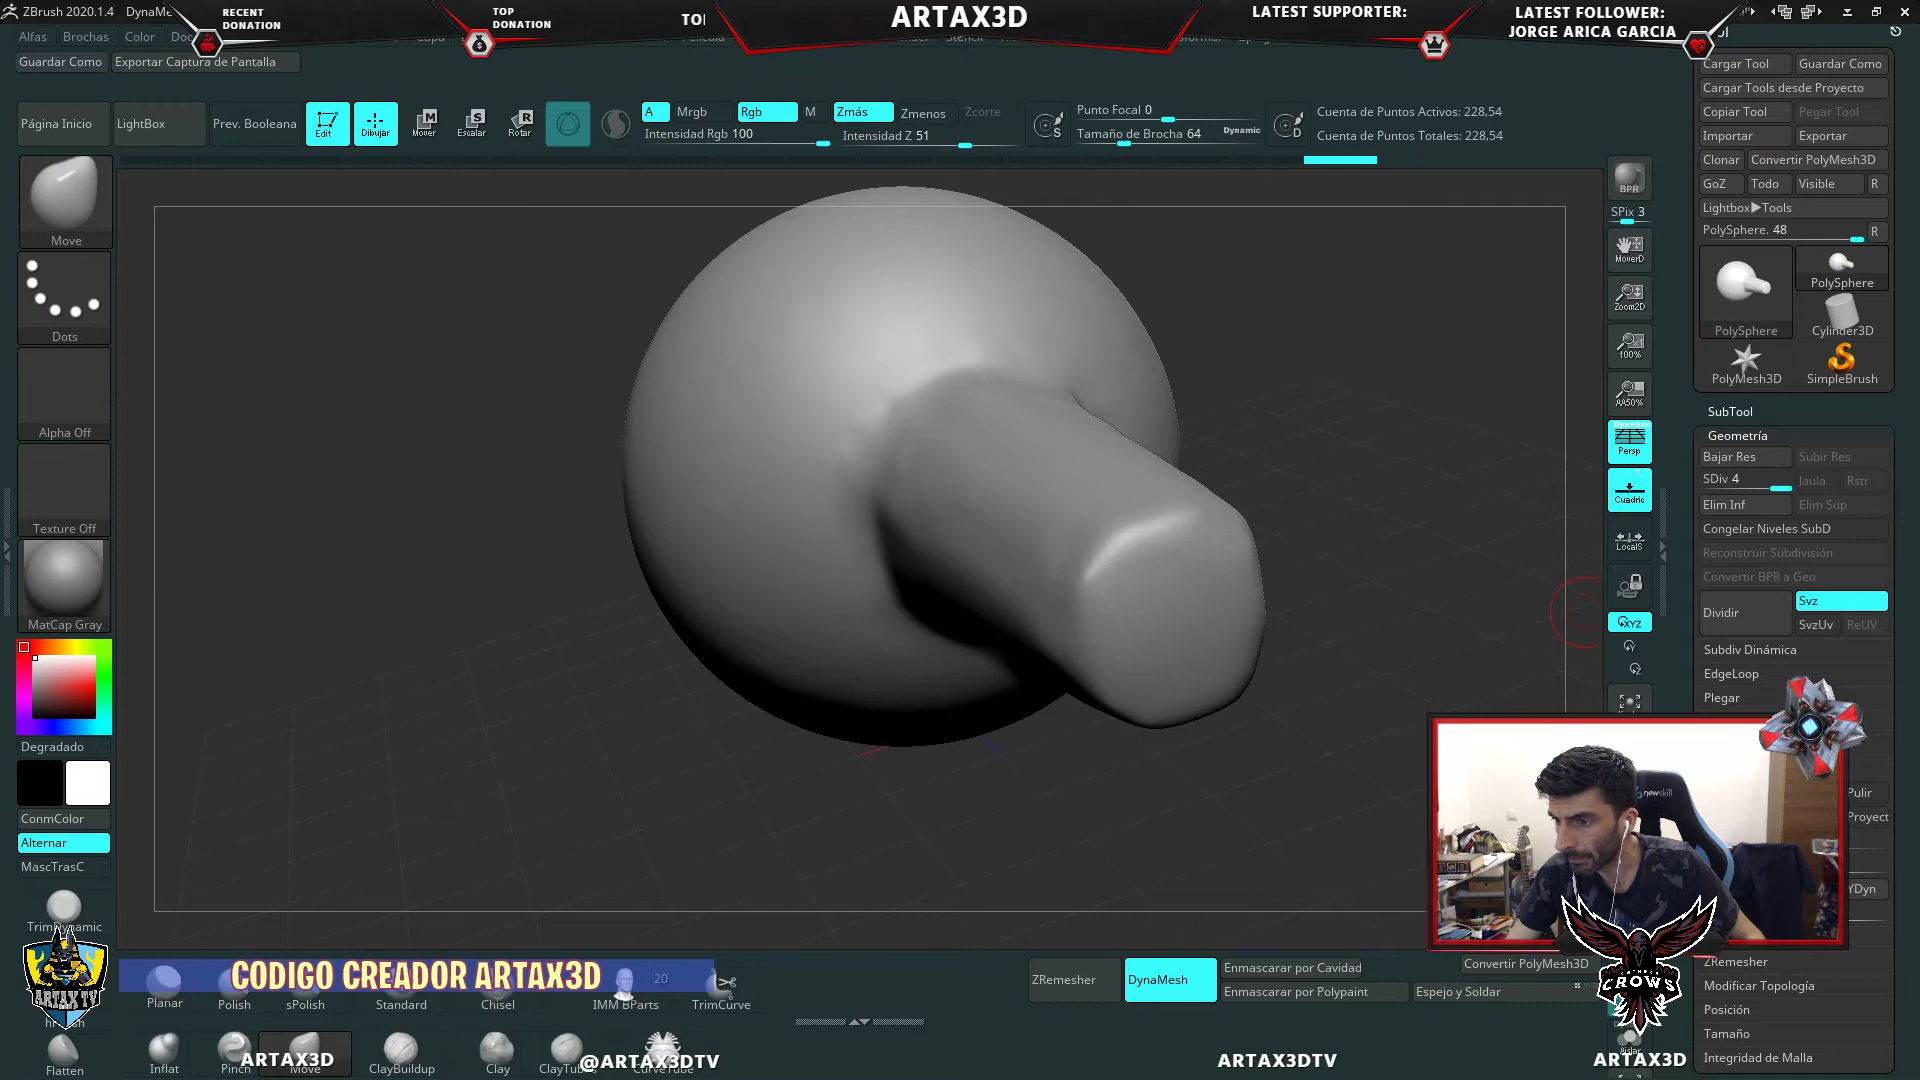 ZBrush 2020.1.4
RECENT
DONATION
TOP
DONATION
ARTAX3D
LATEST SUPPORTER:
LATEST FOLLOWER:
JORGE ARICA GARCIA
Alfas
Brochas
Color
Guardar Como
Exportar Captura de Pantalla
Página Inicio
LightBox
Prev. Booleana
Edit
Dibujar
Mover
Escalar
Rotar
A
Mrgb
Rgb
M
Zmás
Zmenos
Zcorte
Intensidad Rgb 100
Intensidad Z 51
Punto Focal 0
Tamaño de Brocha 64
Dynamic
S
D
Cuenta de Puntos Activos: 228,54
Cuenta de Puntos Totales: 228,54
Move
Dots
Alpha Off
Texture Off
MatCap Gray
Degradado
ConmColor
Alternar
MascTrasC
TrimDynamic
ARTAX TV
Flatten
BPR
SPix 3
MoverD
Zoom2D
100%
AA50%
Dynamic
Persp
Cuadric
LocalS
XYZ
Cargar Tool
Guardar Como
Cargar Tools desde Proyecto
Copiar Tool
Pegar Tool
Importar
Exportar
Clonar
Convertir PolyMesh3D
GoZ
Todo
Visible
R
Lightbox▶Tools
PolySphere. 48
R
PolySphere
PolySphere
Cylinder3D
PolyMesh3D
SimpleBrush
SubTool
Geometría
Bajar Res
Subir Res
SDiv 4
Jaula
Rstr
Elim Inf
Elim Sup
Congelar Niveles SubD
Reconstruir Subdivisión
Convertir BPR a Geo
Dividir
Svz
SvzUv
ReUV
Subdiv Dinámica
EdgeLoop
Plegar
Pulir
Proyect
newskill
ZRemesher
Modificar Topología
Posición
Tamaño
Integridad de Malla
CODIGO CREADOR ARTAX3D
20
Planar
Polish
sPolish
Standard
Chisel
IMM BParts
TrimCurve
Inflat
Pinch
Move
ClayBuildup
Clay
ARTAX3D
@ARTAX3DTV
ARTAX3DTV
ARTAX3D
ZRemesher
DynaMesh
Enmascarar por Cavidad
Enmascarar por Polypaint
Convertir PolyMesh3D
Espejo y Soldar
CROWS